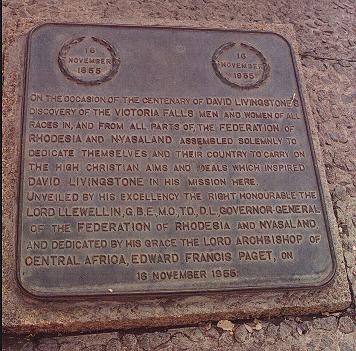 16
NOVEMBER
1855
16
NOVEMBER
1955
ON THE OCCASION OF THE CENTENARY OF DAVID LIVINGSTONE'S
DISCOVERY OF THE VICTORIA FALLS MEN AND WOMEN OF ALL
RACES IN, AND FROM ALL PARTS OF, THE FEDERATION OF
RHODESIA AND NYASALAND ASSEMBLED SOLEMNLY TO
DEDICATE THEMSELVES AND THEIR COUNTRY TO CARRY ON
THE HIGH CHRISTIAN AIMS AND IDEALS WHICH INSPIRED
DAVID LIVINGSTONE IN HIS MISSION HERE.
UNVEILED BY HIS EXCELLENCY THE RIGHT HONOURABLE THE
LORD LLEWELLIN, G.B.E., M.C., T.D., D.L., GOVERNOR-GENERAL
OF THE FEDERATION OF RHODESIA AND NYASALAND,
AND DEDICATED BY HIS GRACE THE LORD ARCHBISHOP OF
CENTRAL AFRICA, EDWARD FRANCIS PAGET, ON
16 NOVEMBER 1955.